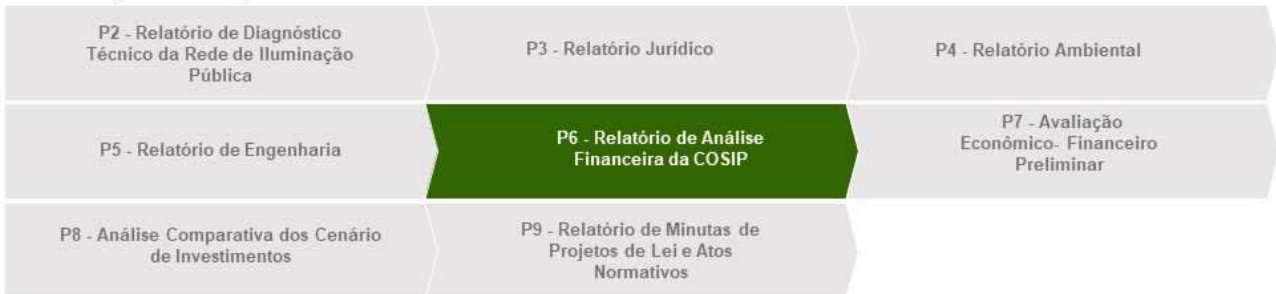 P2 - Relatório de Diagnóstico
Técnico da Rede de Iluminação
Pública
P3 - Relatório Jurídico
P4 - Relatório Ambiental
P5 - Relatório de Engenharia
P6 - Relatório de Análise
Financeira da COSIP
P7 - Avaliação
Econômico- Financeiro
Preliminar
P8 - Análise Comparativa dos Cenário
de Investimentos
P9 - Relatório de Minutas de
Projetos de Lei e Atos
Normativos